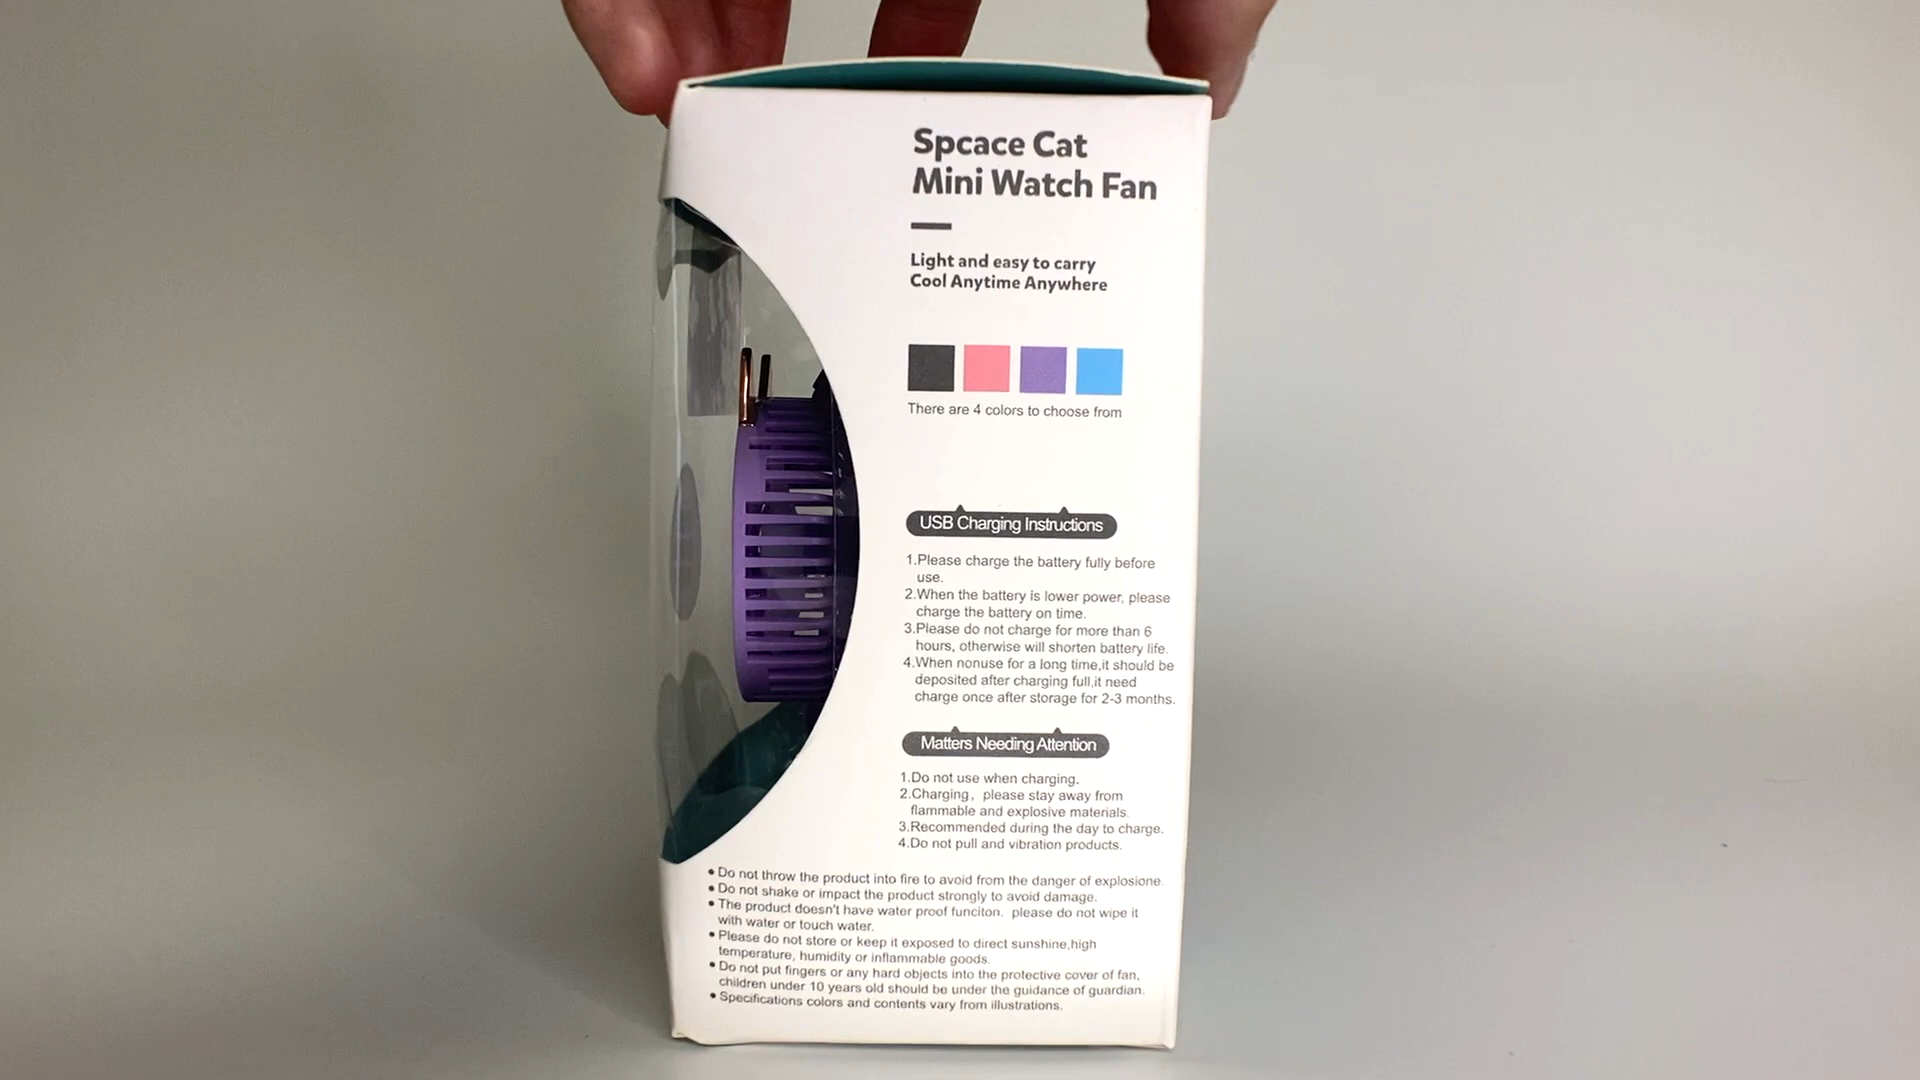 Spcace Cat
Mini Watch Fan
Light and easy to carry
Cool Anytime Anywhere
There are 4 colors to choose from
USB Charging Instructions
1.Please charge the battery fully before
use.
2.When the battery is lower power, please
charge the battery on time.
3.Please do not charge for more than 6
hours, otherwise will shorten battery life.
4.When nonuse for a long time,it should be
deposited after charging full,it need
charge once after storage for 2-3 months.
Matters Needing Attention
1.Do not use when charging.
2.Charging, please stay away from
flammable and explosive materials.
3.Recommended during the day to charge.
4.Do not pull and vibration products.
• Do not throw the product into fire to avoid from the danger of explosione.
• Do not shake or impact the product strongly to avoid damage.
• The product doesn't have water proof funciton. please do not wipe it
with water or touch water.
• Please do not store or keep it exposed to direct sunshine,high
temperature, humidity or inflammable goods.
• Do not put fingers or any hard objects into the protective cover of fan,
children under 10 years old should be under the guidance of guardian.
• Specifications colors and contents vary from illustrations.